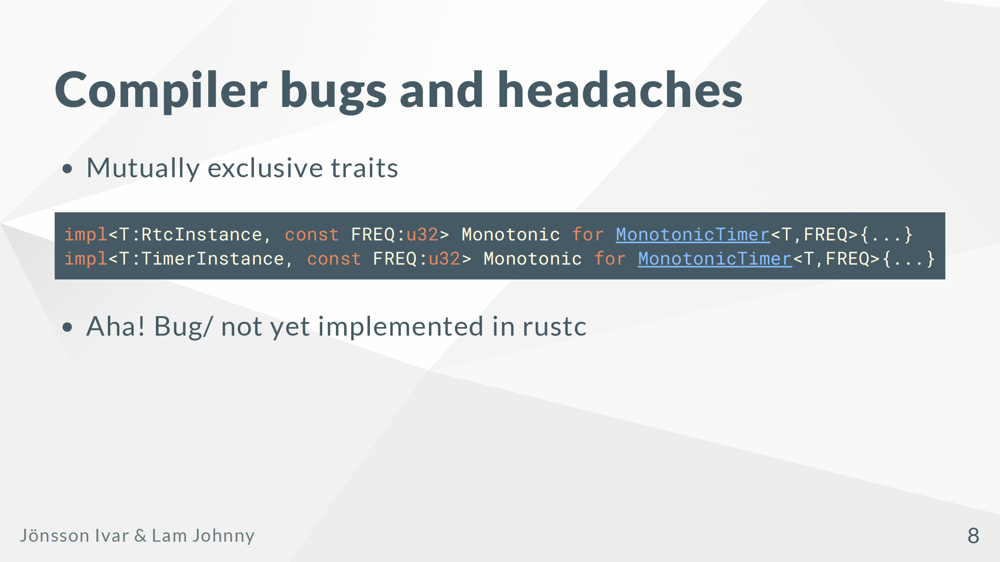 Compiler bugs and headaches
• Mutually exclusive traits
impl<T:RtcInstance, const FREQ:u32> Monotonic for MonotonicTimer<T,FREQ>{...}
impl<T:TimerInstance, const FREQ:u32> Monotonic for MonotonicTimer<T,FREQ>{...}
• Aha! Bug/ not yet implemented in rustc
Jönsson Ivar & Lam Johnny
8